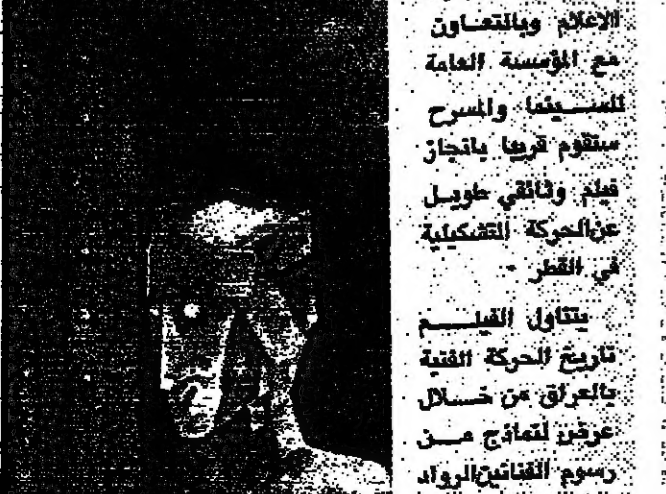 الاعلام وبالتعاون
مع المؤسسة العامة
للسينما والمسرح
ستقوم قريبا بانجاز
فيلم وثائقي طويل
عن الحركة التشكيلية
في القطر -
يتناول الفيلم
تاريخ الحركة الفنية
بالعراق من خلال
عرض لنماذج من
رسوم الفنانين الرواد